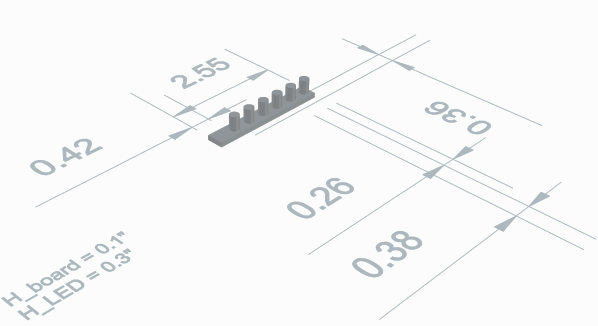 2.55
0.42
0.36
0.26
0.38
H_board = 0.1"
H_LED = 0.3"